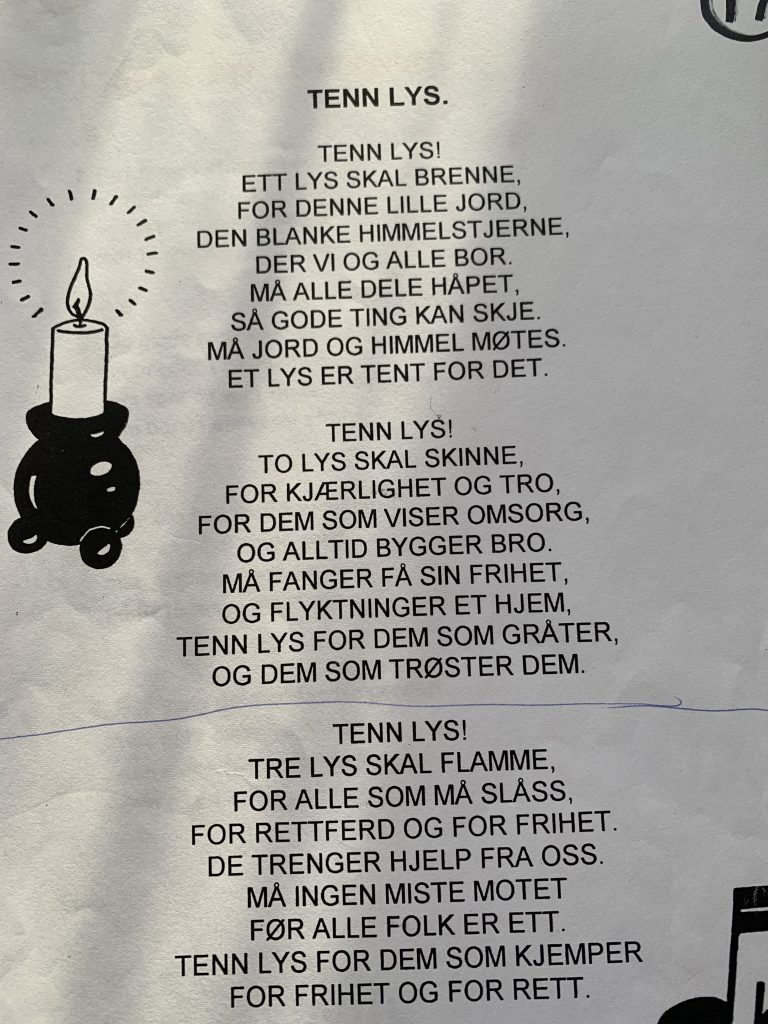 TENN LYS.
TENN LYS!
ETT LYS SKAL BRENNE,
FOR DENNE LILLE JORD,
DEN BLANKE HIMMELSTJERNE,
DER VI OG ALLE BOR.
MÅ ALLE DELE HÅPET,
SÅ GODE TING KAN SKJE.
MÅ JORD OG HIMMEL MØTES.
ET LYS ER TENT FOR DET.
TENN LYS!
TO LYS SKAL SKINNE,
FOR KJÆRLIGHET OG TRO,
FOR DEM SOM VISER OMSORG,
OG ALLTID BYGGER BRO.
MÅ FANGER FÅ SIN FRIHET,
OG FLYKTNINGER ET HJEM,
TENN LYS FOR DEM SOM GRÅTER,
OG DEM SOM TRØSTER DEM.
TENN LYS!
TRE LYS SKAL FLAMME,
FOR ALLE SOM MÅ SLÅSS,
FOR RETTFERD OG FOR FRIHET.
DE TRENGER HJELP FRA OSS.
MÅ INGEN MISTE MOTET
FØR ALLE FOLK ER ETT.
TENN LYS FOR DEM SOM KJEMPER
FOR FRIHET OG FOR RETT.